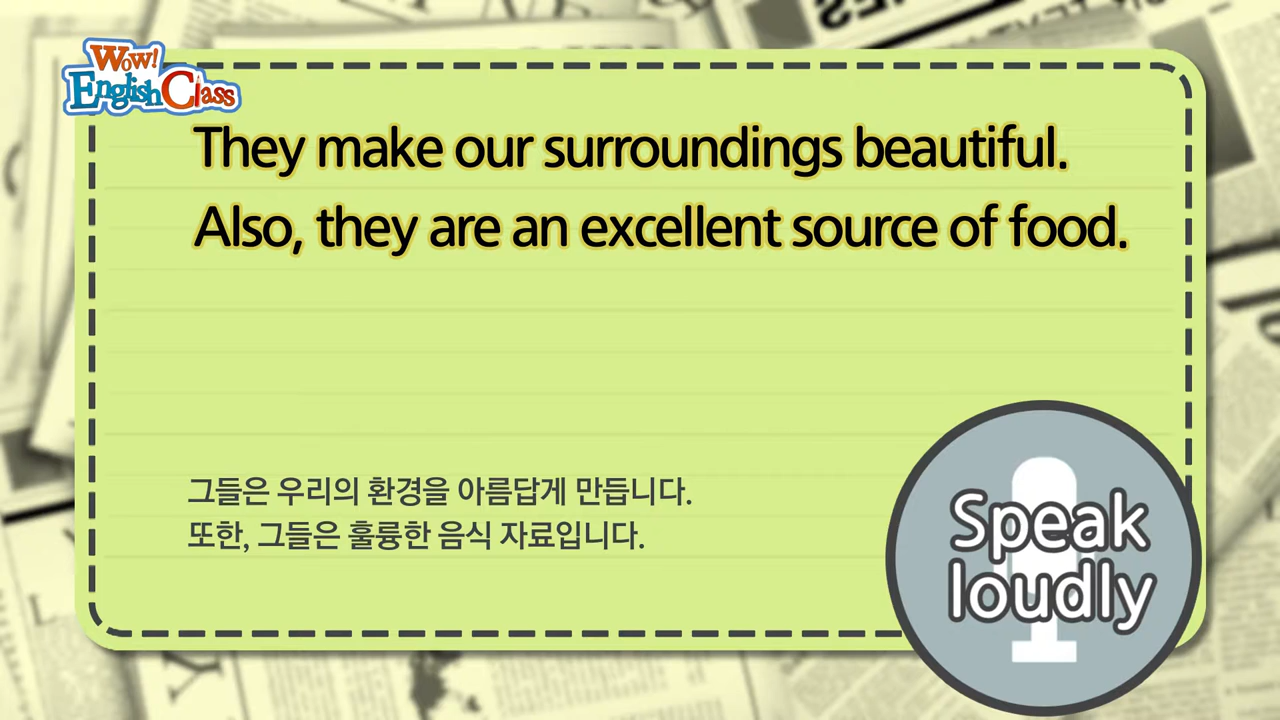 Wow!
English Class
They make our surroundings beautiful.
Also, they are an excellent source of food.
그들은 우리의 환경을 아름답게 만듭니다.
또한, 그들은 훌륭한 음식 자료입니다.
Speak
loudly